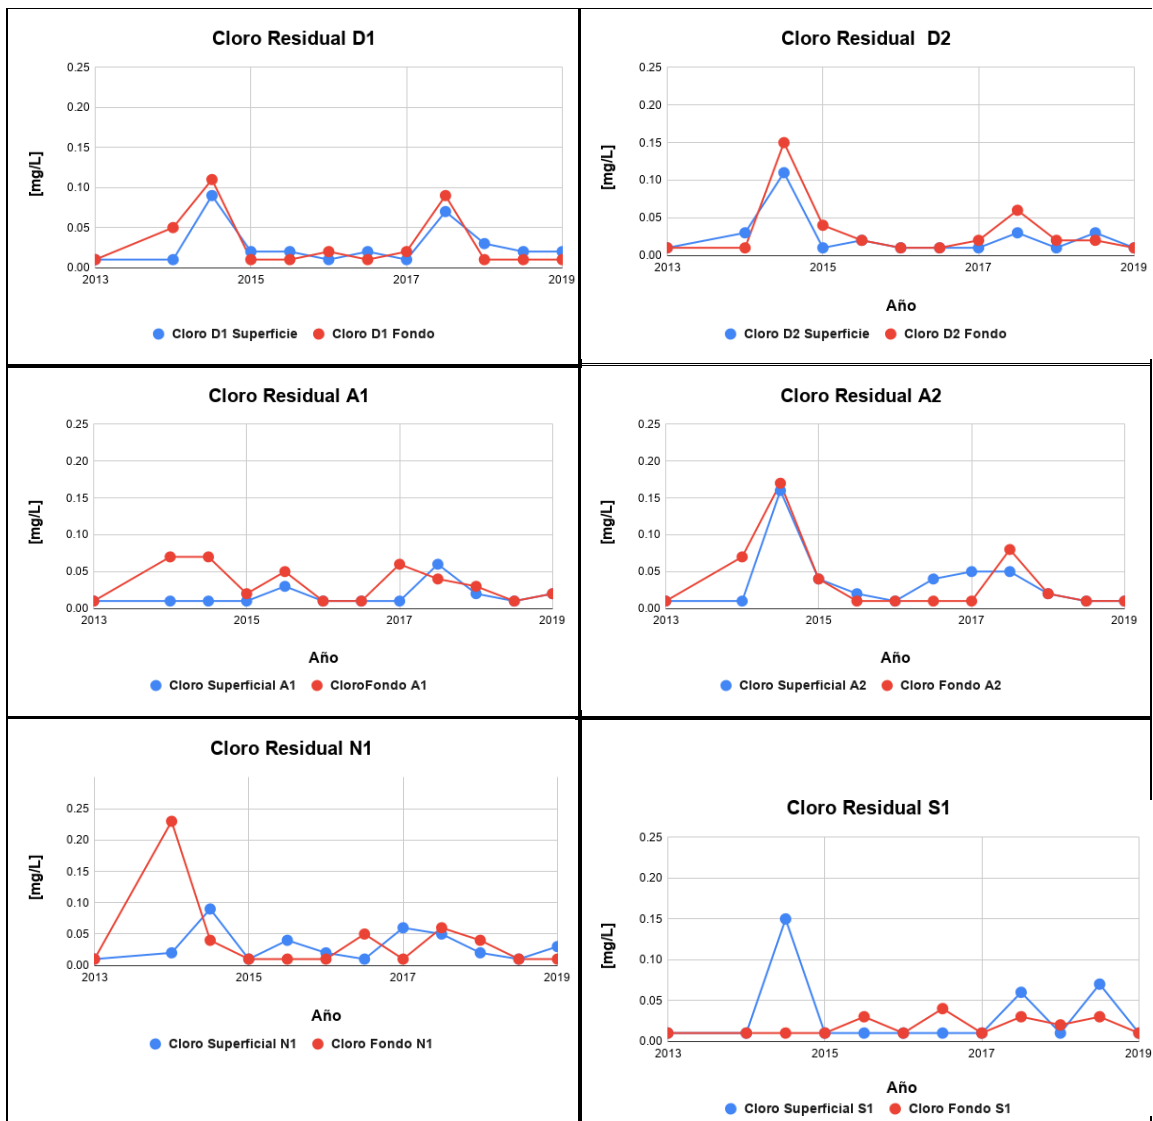 Cloro Residual D1
0.25
0.20
0.15
0.10
0.05
0.00
[mg/L]
2013 2015 2017 2019
Cloro D1 Superficie Cloro D1 Fondo
Cloro Residual D2
0.25
0.20
0.15
0.10
0.05
0.00
[mg/L]
2013 2015 2017 2019
Año
Cloro D2 Superficie Cloro D2 Fondo
Cloro Residual A1
0.25
0.20
0.15
0.10
0.05
0.00
[mg/L]
2013 2015 2017 2019
Año
Cloro Superficial A1 CloroFondo A1
Cloro Residual A2
0.25
0.20
0.15
0.10
0.05
0.00
[mg/L]
2013 2015 2017 2019
Año
Cloro Superficial A2 Cloro Fondo A2
Cloro Residual N1
0.25
0.20
0.15
0.10
0.05
0.00
[mg/L]
2013 2015 2017 2019
Año
Cloro Superficial N1 Cloro Fondo N1
Cloro Residual S1
0.25
0.20
0.15
0.10
0.05
0.00
[mg/L]
2013 2015 2017 2019
Año
Cloro Superficial S1 Cloro Fondo S1